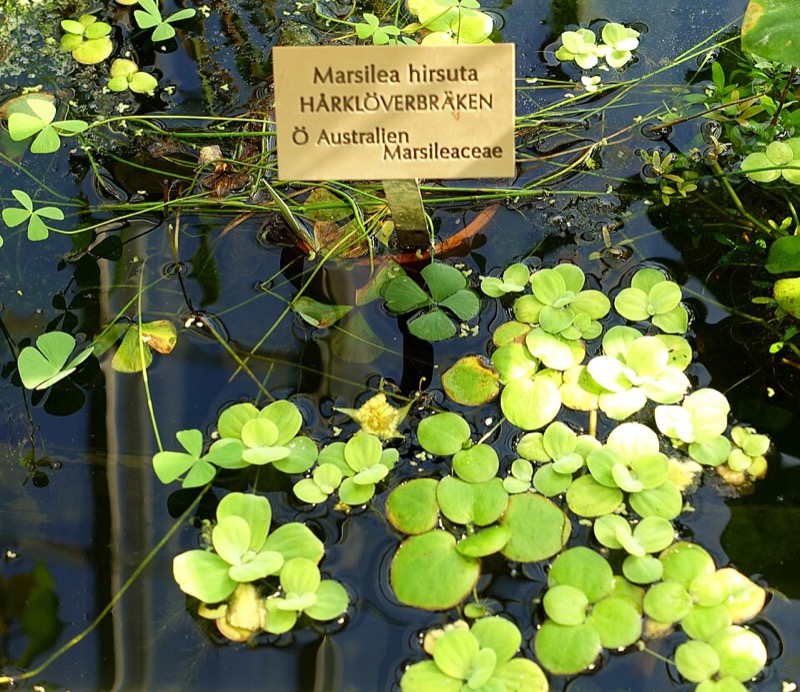 Marsilea hirsuta
HÅRKLÖVERBRÄKEN
Ö Australien
Marsileaceae